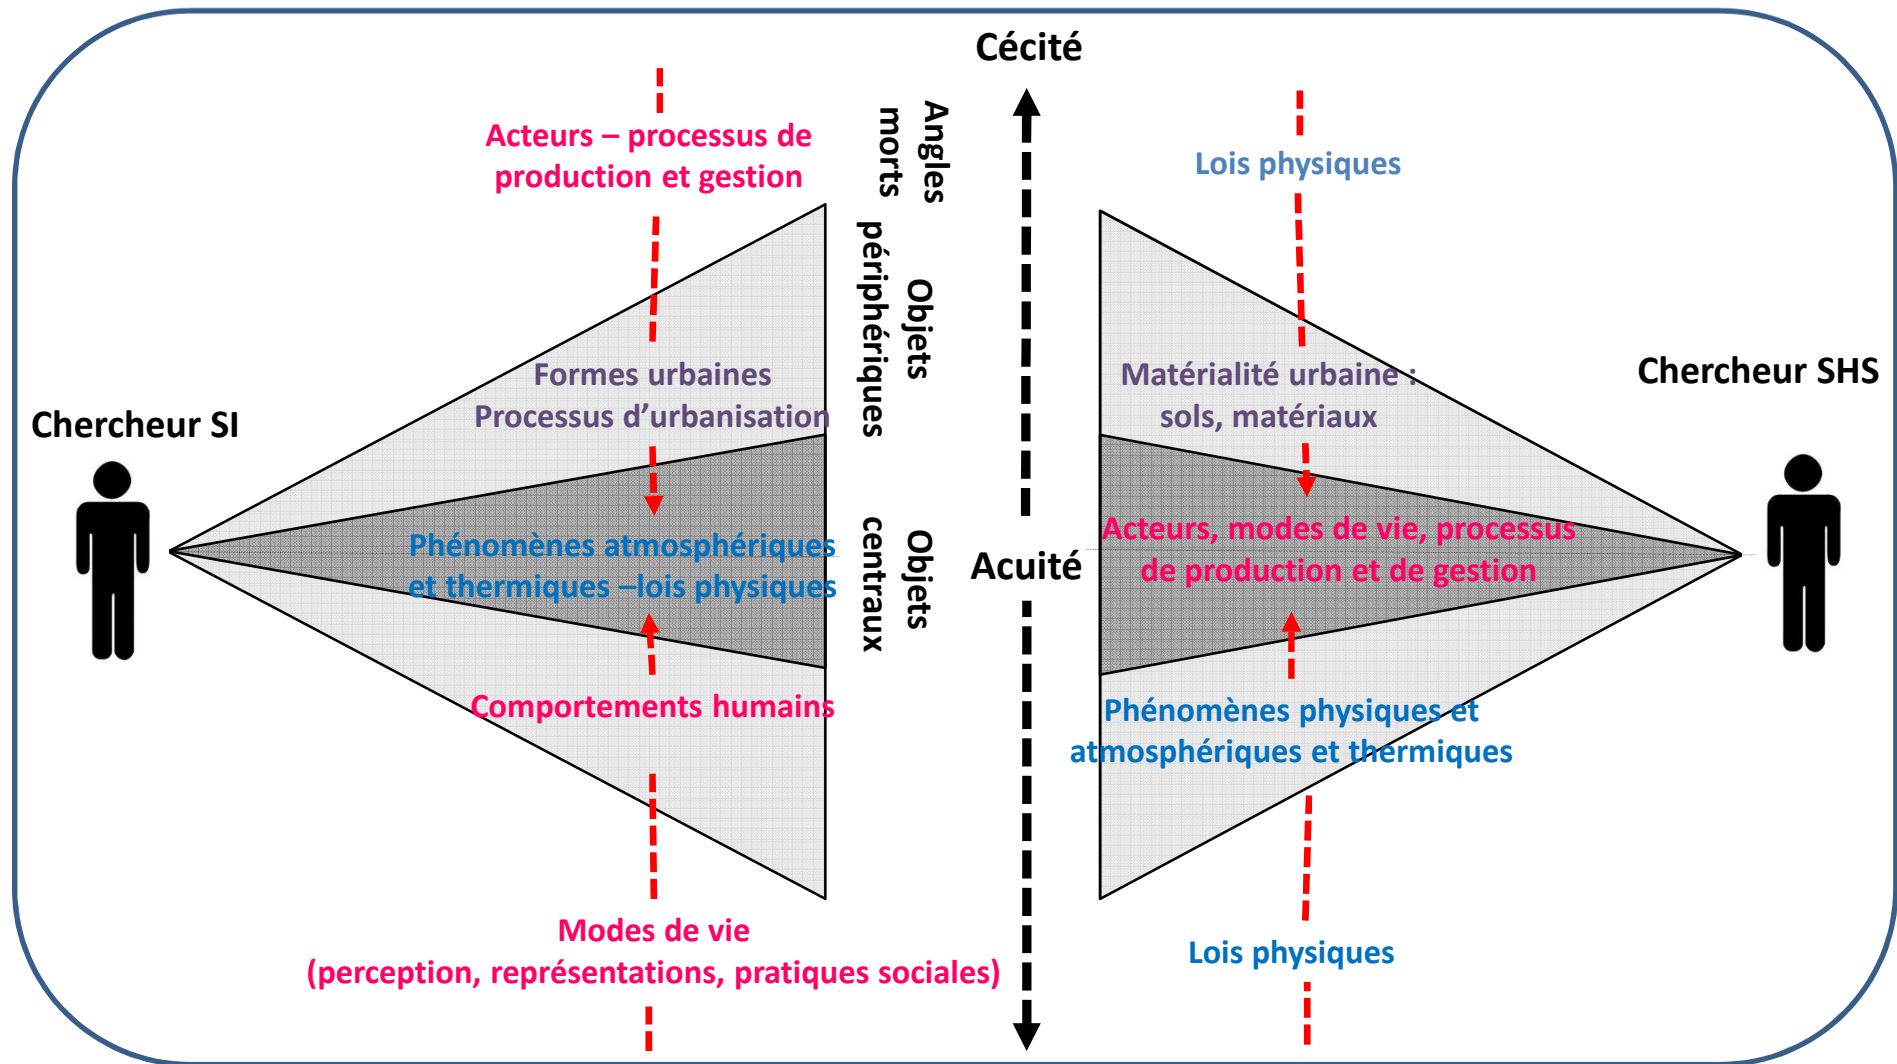 Cécité
Angles
morts
Acteurs – processus de
production et gestion
Lois physiques
Objets
périphériques
Formes urbaines
Processus d’urbanisation
Matérialité urbaine :
sols, matériaux
Chercheur SHS
Chercheur SI
Phénomènes atmosphériques
et thermiques –lois physiques
Objets
centraux
Acuité
Acteurs, modes de vie, processus
de production et de gestion
Comportements humains
Phénomènes physiques et
atmosphériques et thermiques
Modes de vie
(perception, représentations, pratiques sociales)
Lois physiques